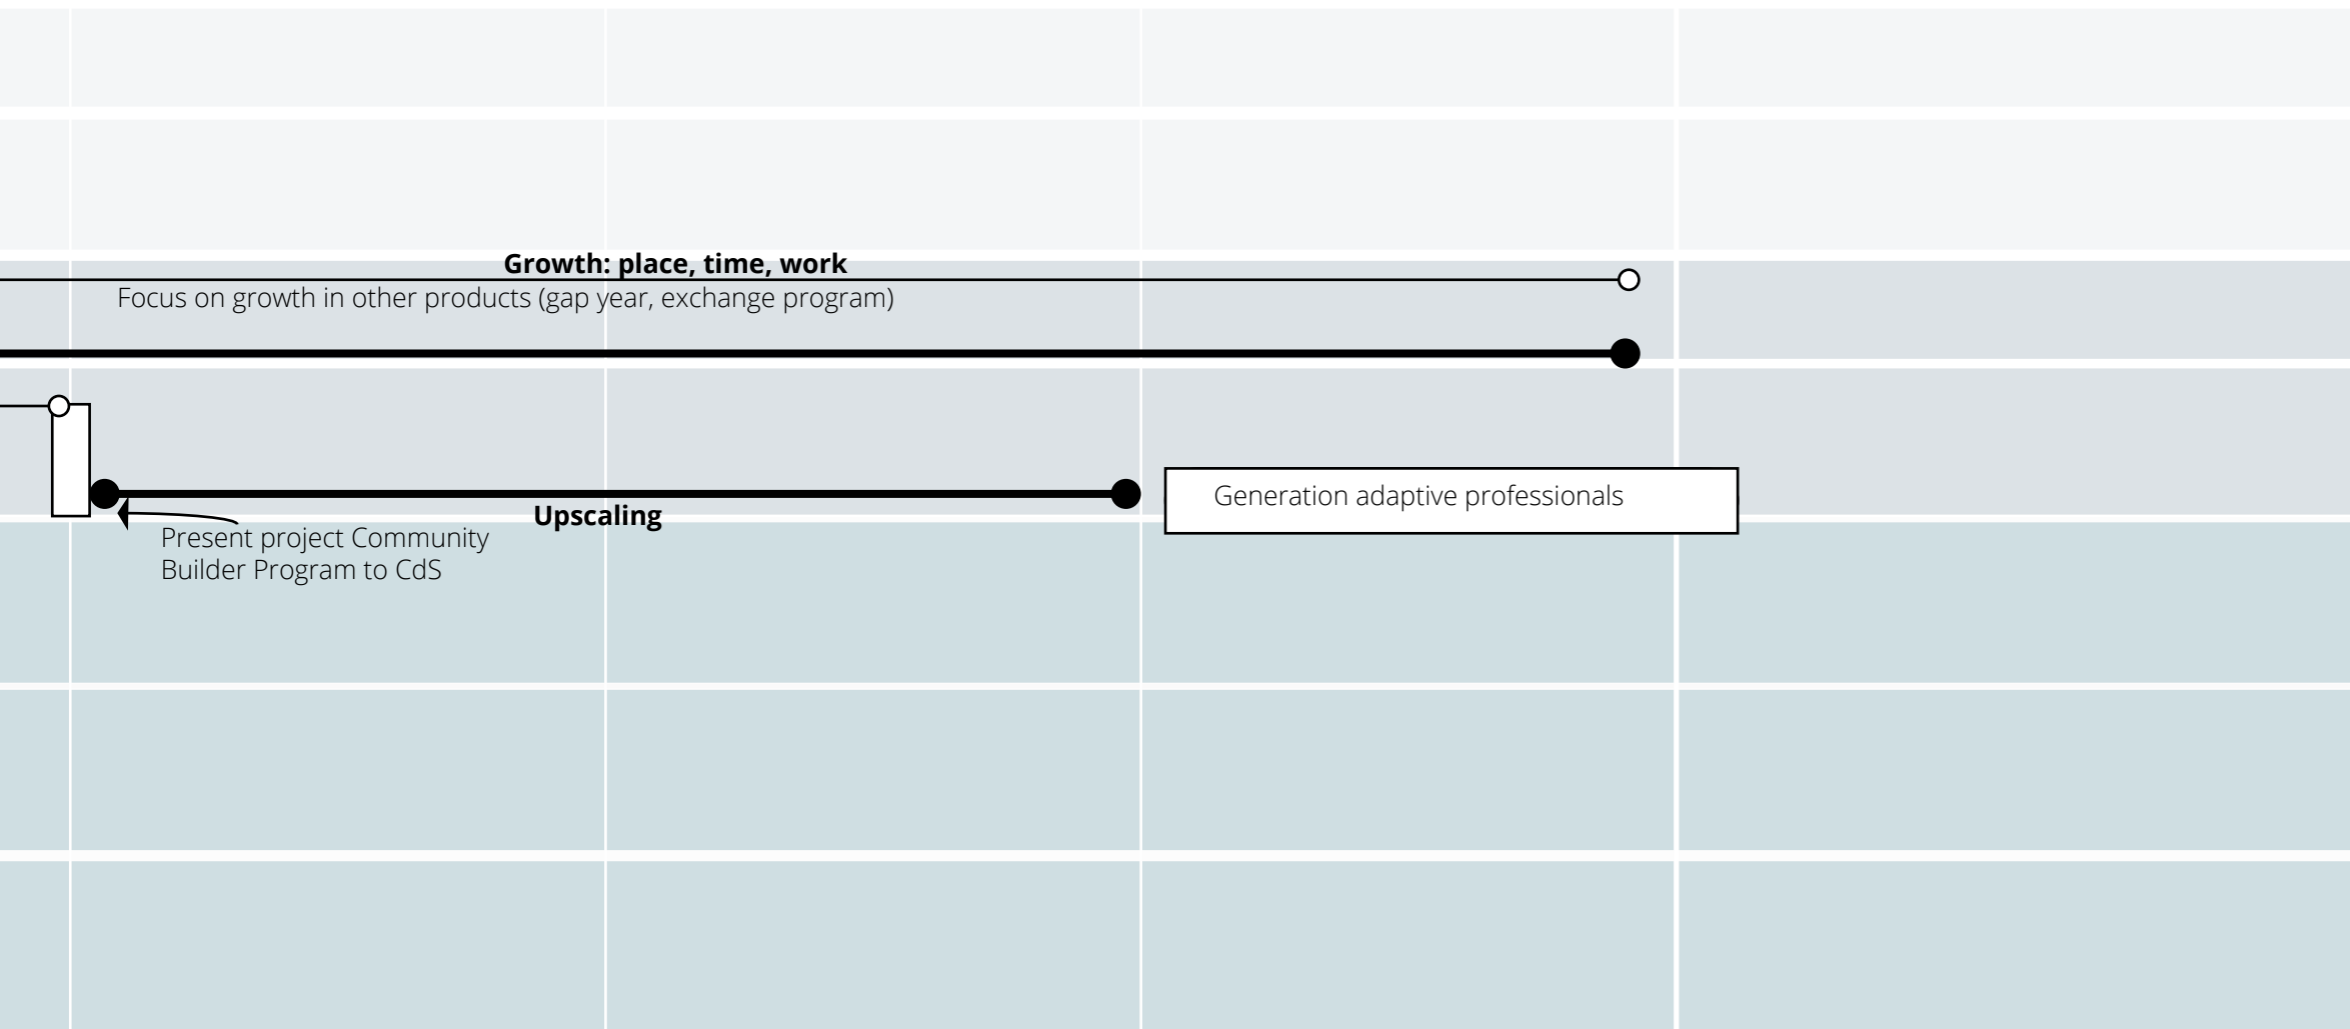 Growth: place, time, work
Focus on growth in other products (gap year, exchange program)
Generation adaptive professionals
Upscaling
Present project Community
Builder Program to CdS